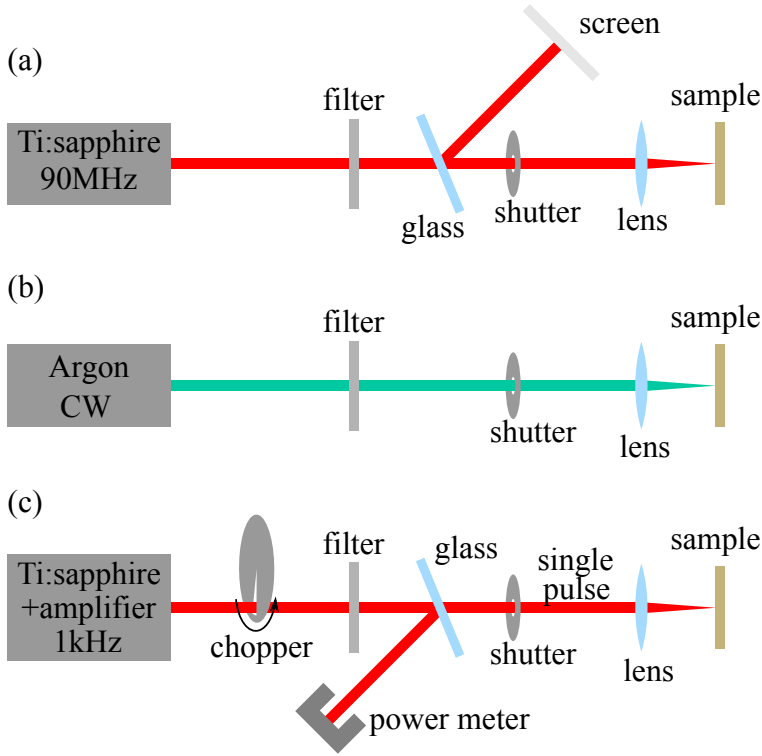 (a)
screen
filter
sample
Ti:sapphire
90MHz
glass
shutter
lens
(b)
filter
sample
Argon
CW
shutter
lens
(c)
filter
glass
single
pulse
sample
Ti:sapphire
+amplifier
1kHz
chopper
shutter
lens
power meter